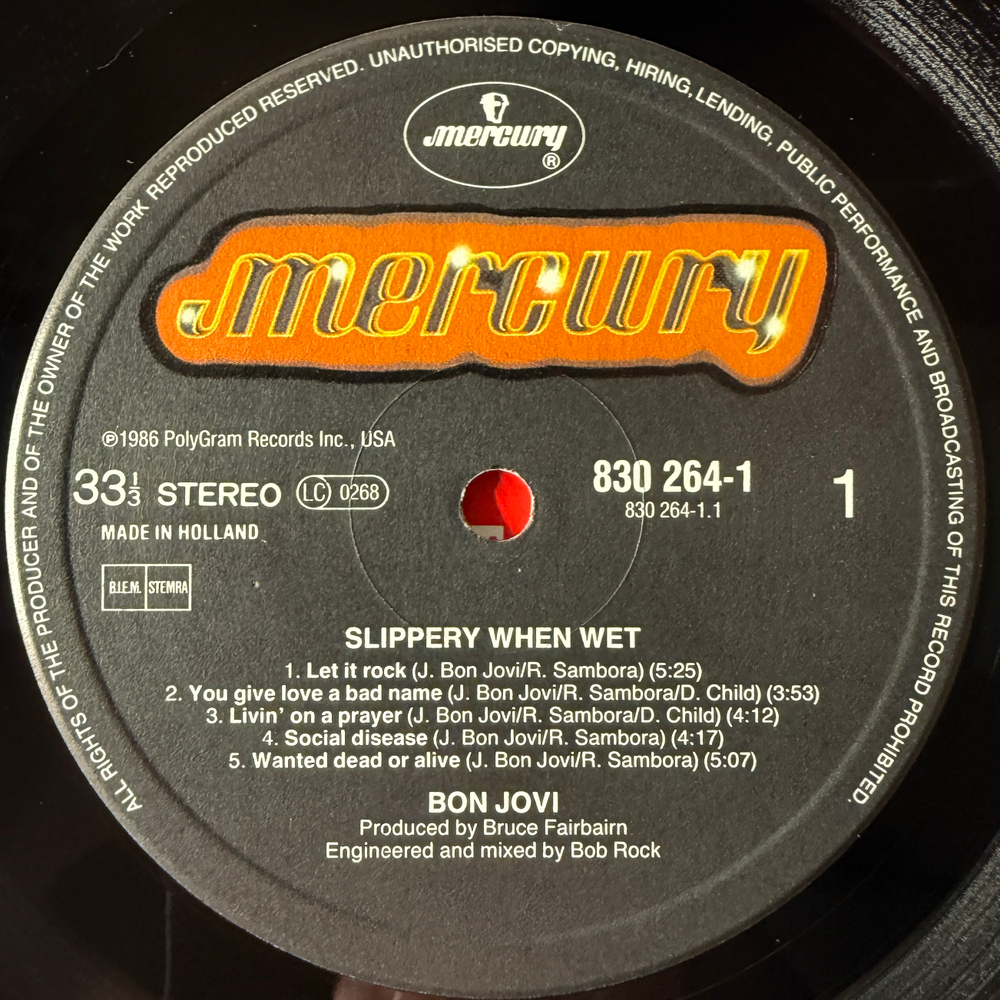 ALL RIGHTS OF THE PRODUCER AND OF THE OWNER OF THE WORK REPRODUCED RESERVED. UNAUTHORISED COPYING, HIRING, LENDING, PUBLIC PERFORMANCE AND BROADCASTING OF THIS RECORD PROHIBITED.
mercury
®
mercury
℗1986 PolyGram Records Inc., USA
33⅓ STEREO LC 0268
MADE IN HOLLAND
B.I.E.M. STEMRA
830 264-1
830 264-1.1
1
SLIPPERY WHEN WET
1. Let it rock (J. Bon Jovi/R. Sambora) (5:25)
2. You give love a bad name (J. Bon Jovi/R. Sambora/D. Child) (3:53)
3. Livin' on a prayer (J. Bon Jovi/R. Sambora/D. Child) (4:12)
4. Social disease (J. Bon Jovi/R. Sambora) (4:17)
5. Wanted dead or alive (J. Bon Jovi/R. Sambora) (5:07)
BON JOVI
Produced by Bruce Fairbairn
Engineered and mixed by Bob Rock